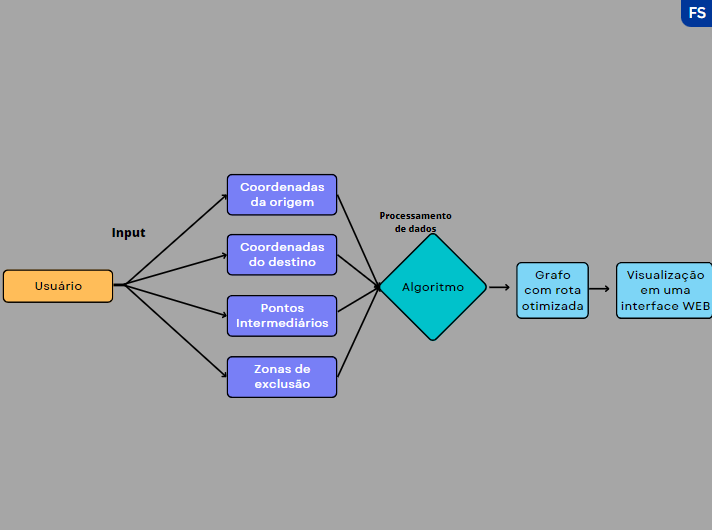 FS
Coordenadas
da origem
Input
Processamento
de dados
Coordenadas
do destino
Usuário
Algoritmo
Grafo
com rota
otimizada
Visualização
em uma
interface WEB
Pontos
Intermediários
Zonas de
exclusão